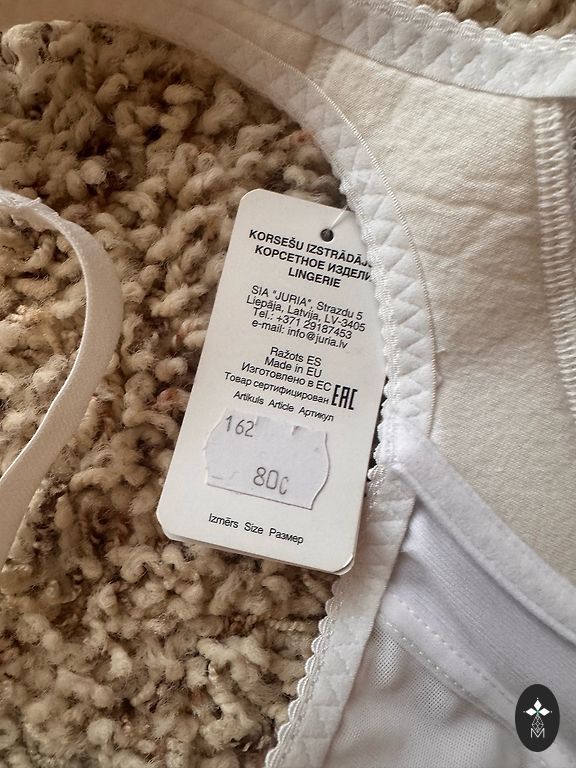 KORSEŠU IZSTRĀDĀJ
КОРСЕТНОЕ ИЗДЕЛИ
LINGERIE
SIA "JURIA", Strazdu 5
Liepāja, Latvija, LV-3405
Tel.: +371 29187453
e-mail: info@juria.lv
Ražots ES
Made in EU
Изготовлено в ЕС
Товар сертифицирован EAC
Artikuls Article Артикул
162
80C
Izmērs Size Размер
M